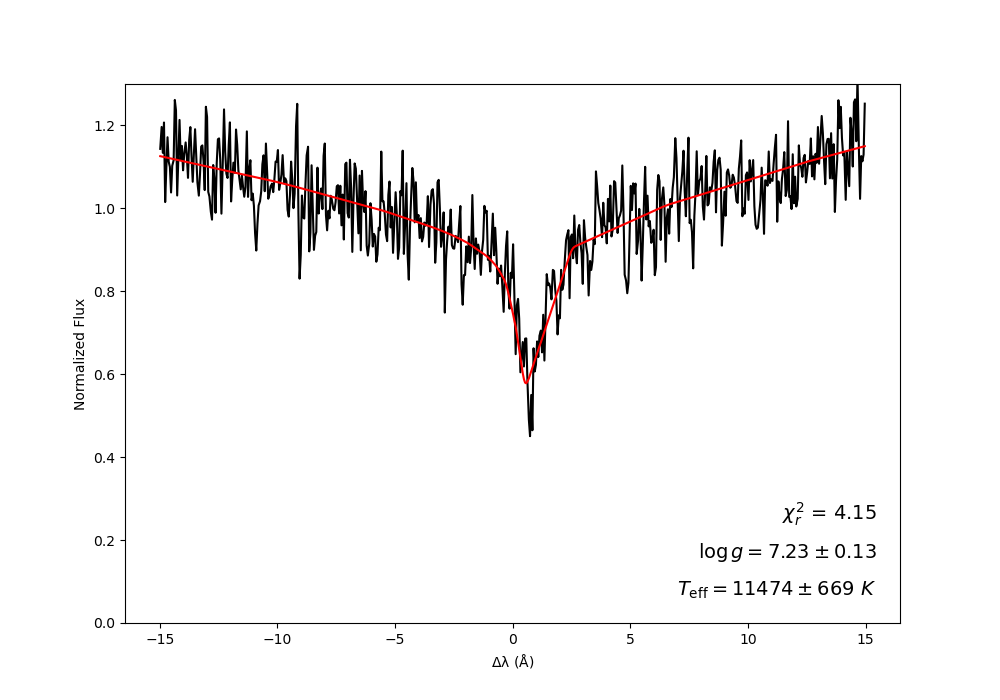 Normalized Flux
1.2
1.0
0.8
0.6
0.4
0.2
0.0
χ²ᵣ = 4.15
log g = 7.23 ± 0.13
T_eff = 11474 ± 669 K
−15 −10 −5 0 5 10 15
Δλ (Å)